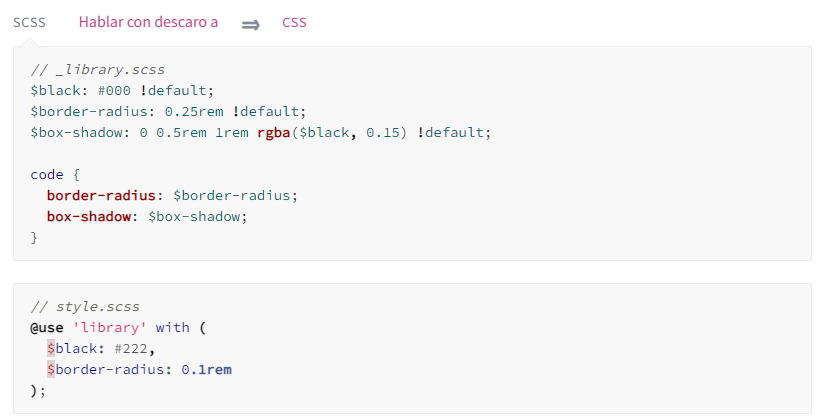 SCSS Hablar con descaro a ⇒ CSS
// _library.scss
$black: #000 !default;
$border-radius: 0.25rem !default;
$box-shadow: 0 0.5rem 1rem rgba($black, 0.15) !default;
code {
  border-radius: $border-radius;
  box-shadow: $box-shadow;
}
// style.scss
@use 'library' with (
  $black: #222,
  $border-radius: 0.1rem
);